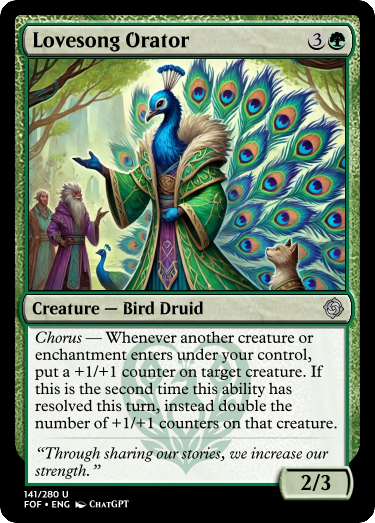 Lovesong Orator 3
Creature — Bird Druid
Chorus — Whenever another creature or
enchantment enters under your control,
put a +1/+1 counter on target creature. If
this is the second time this ability has
resolved this turn, instead double the
number of +1/+1 counters on that creature.
“Through sharing our stories, we increase our
strength.”
2/3
141/280 U
FOF • ENG ChatGPT